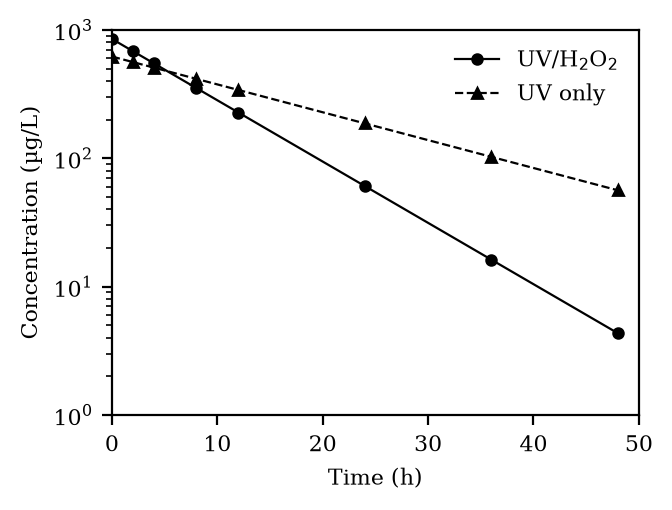 10³
10²
10¹
10⁰
Concentration (µg/L)
UV/H₂O₂
UV only
0 10 20 30 40 50
Time (h)